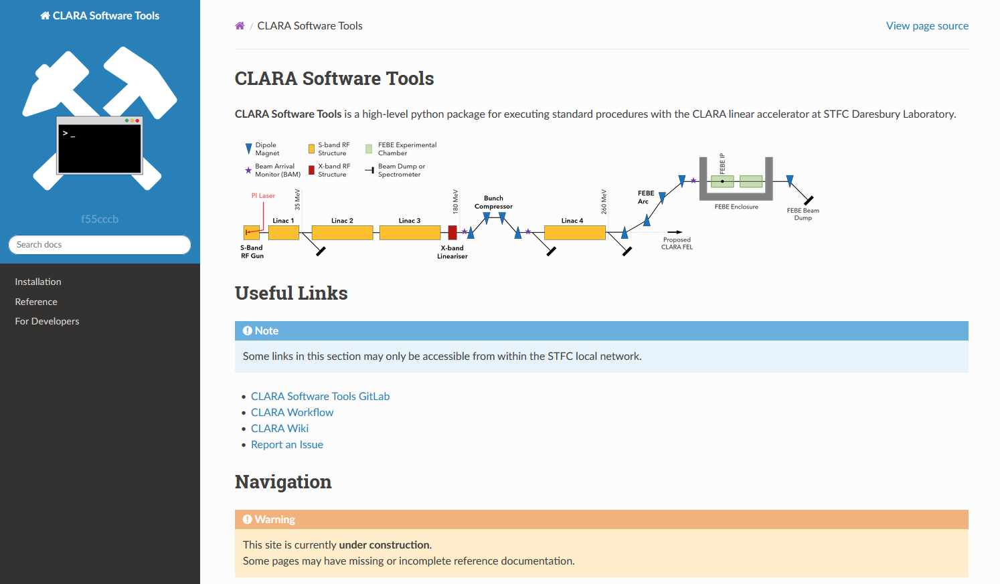 CLARA Software Tools
> _
f55cccb
Search docs
Installation
Reference
For Developers
/ CLARA Software Tools
View page source
CLARA Software Tools
CLARA Software Tools is a high-level python package for executing standard procedures with the CLARA linear accelerator at STFC Daresbury Laboratory.
Dipole
Magnet
S-band RF
Structure
FEBE Experimental
Chamber
Beam Arrival
Monitor (BAM)
X-band RF
Structure
Beam Dump or
Spectrometer
PI Laser
35 MeV
180 MeV
Bunch
Compressor
260 MeV
FEBE
Arc
FEBE IP
FEBE Enclosure
FEBE Beam
Dump
Linac 1
Linac 2
Linac 3
Linac 4
S-Band
RF Gun
X-band
Lineariser
Proposed
CLARA FEL
Useful Links
Note
Some links in this section may only be accessible from within the STFC local network.
• CLARA Software Tools GitLab
• CLARA Workflow
• CLARA Wiki
• Report an Issue
Navigation
Warning
This site is currently under construction.
Some pages may have missing or incomplete reference documentation.